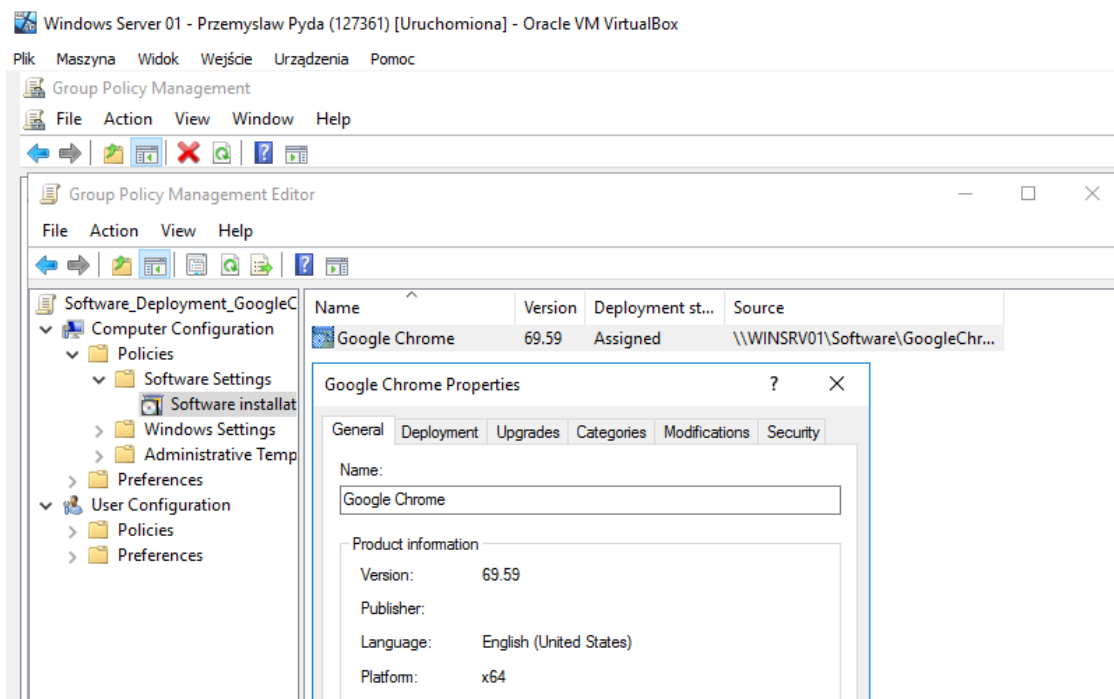 Windows Server 01 - Przemyslaw Pyda (127361) [Uruchomiona] - Oracle VM VirtualBox
Plik Maszyna Widok Wejście Urządzenia Pomoc
Group Policy Management
File Action View Window Help
Group Policy Management Editor
File Action View Help
Software_Deployment_GoogleC
Computer Configuration
Policies
Software Settings
Software installat
Windows Settings
Administrative Temp
Preferences
User Configuration
Policies
Preferences
Name Version Deployment st... Source
Google Chrome 69.59 Assigned \\WINSRV01\Software\GoogleChr...
Google Chrome Properties ?
General Deployment Upgrades Categories Modifications Security
Name:
Google Chrome
Product information
Version: 69.59
Publisher:
Language: English (United States)
Platform: x64